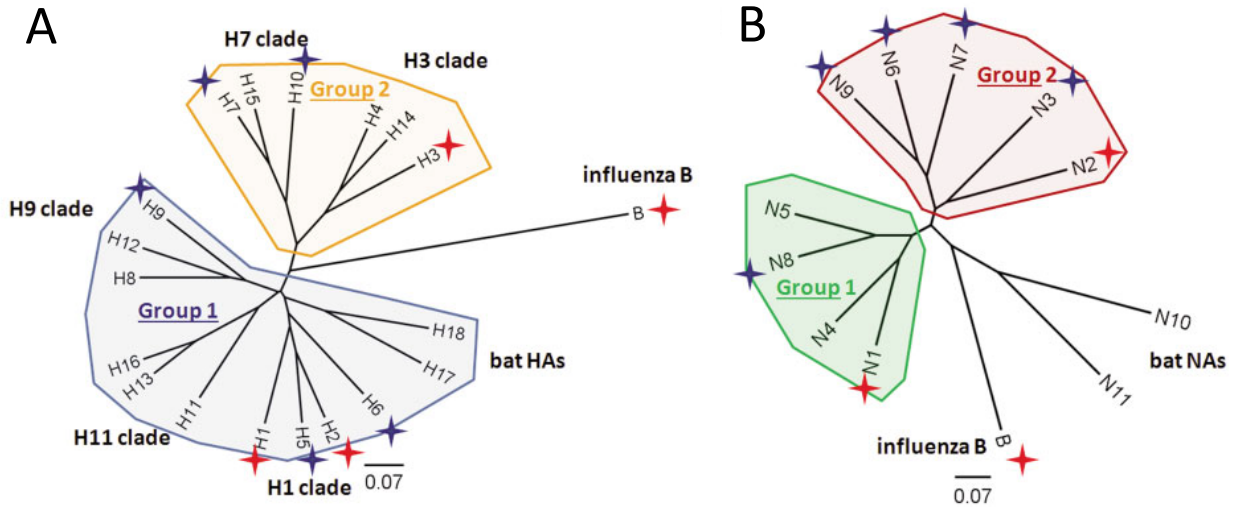 A
H7 clade
H3 clade
H15
H7
H10
Group 2
H4
H14
H3
influenza B
B
H9 clade
H9
H12
H8
Group 1
H18
H17
bat HAs
H16
H13
H11
H6
H1
H5
H2
H11 clade
H1 clade
0.07
B
N9
N6
N7
Group 2
N3
N2
N5
N8
Group 1
N4
N1
N10
bat NAs
N11
influenza B
B
0.07